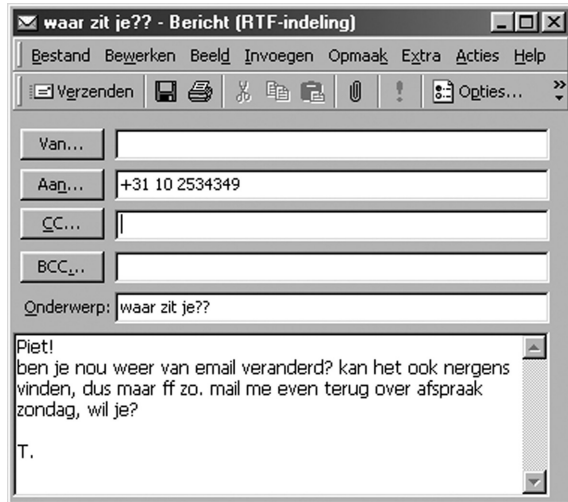 waar zit je?? - Bericht (RTF-indeling)
Bestand Bewerken Beeld Invoegen Opmaak Extra Acties Help
Verzenden Opties...
Van...
Aan... +31 10 2534349
CC...
BCC...
Onderwerp: waar zit je??
Piet!
ben je nou weer van email veranderd? kan het ook nergens
vinden, dus maar ff zo. mail me even terug over afspraak
zondag, wil je?
T.